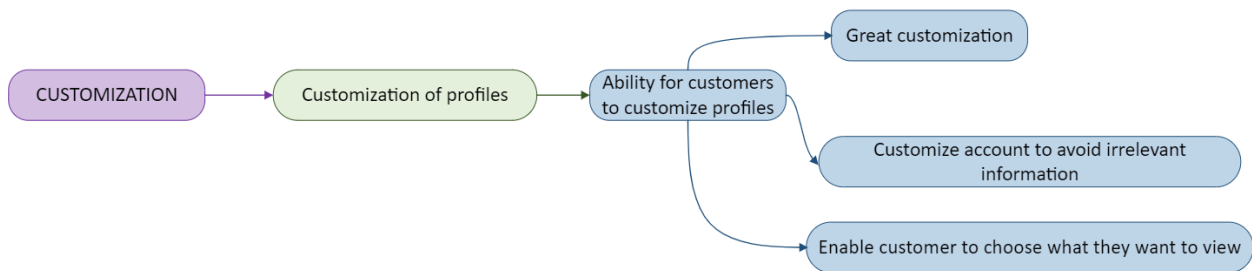 CUSTOMIZATION
Customization of profiles
Ability for customers
to customize profiles
Great customization
Customize account to avoid irrelevant
information
Enable customer to choose what they want to view